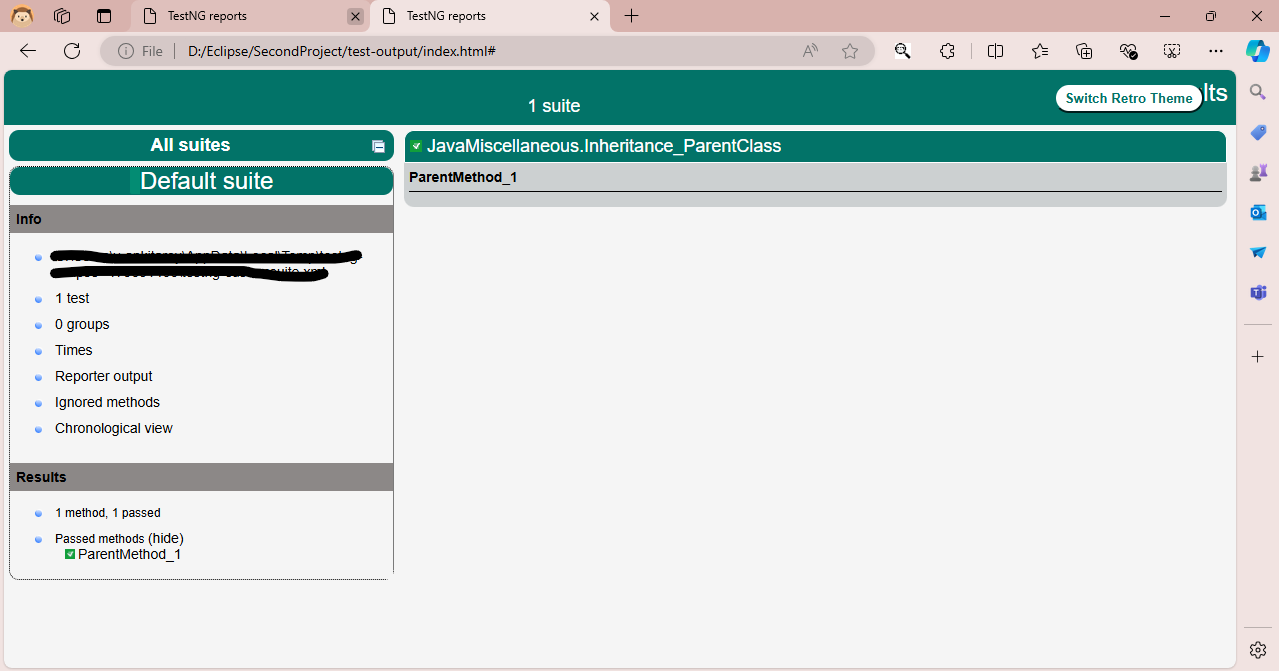 TestNG reports
TestNG reports
File
D:/Eclipse/SecondProject/test-output/index.html#
1 suite
Switch Retro Theme
lts
All suites
Default suite
Info
1 test
0 groups
Times
Reporter output
Ignored methods
Chronological view
Results
1 method, 1 passed
Passed methods (hide)
ParentMethod_1
JavaMiscellaneous.Inheritance_ParentClass
ParentMethod_1